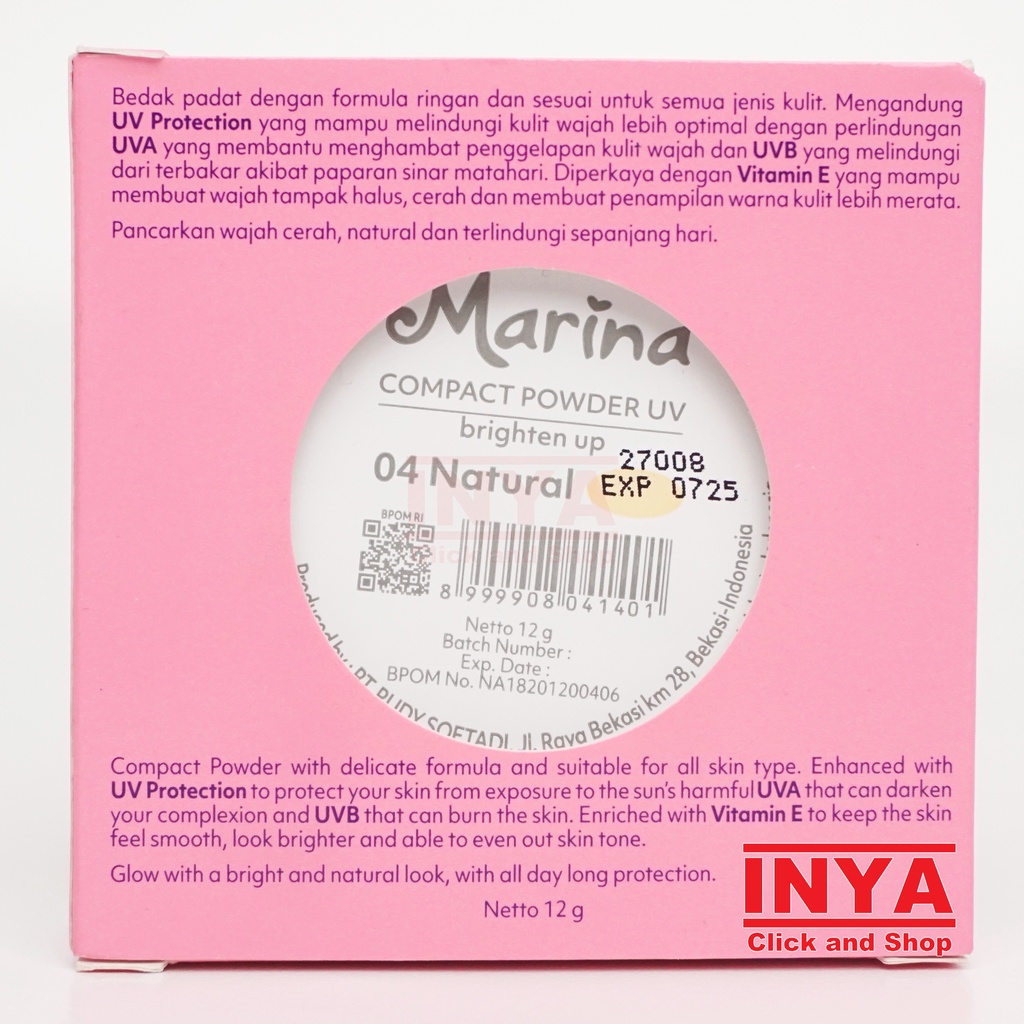 Bedak padat dengan formula ringan dan sesuai untuk semua jenis kulit. Mengandung
UV Protection yang mampu melindungi kulit wajah lebih optimal dengan perlindungan
UVA yang membantu menghambat penggelapan kulit wajah dan UVB yang melindungi
dari terbakar akibat paparan sinar matahari. Diperkaya dengan Vitamin E yang mampu
membuat wajah tampak halus, cerah dan membuat penampilan warna kulit lebih merata.
Pancarkan wajah cerah, natural dan terlindungi sepanjang hari.
Marina
COMPACT POWDER UV
brighten up
04 Natural
27008
EXP 0725
INYA
Click and Shop
BPOM RI
8 999908 041401
Netto 12 g
Batch Number :
Exp. Date :
BPOM No. NA18201200406
Produced by: PT RUDY SOETADI, Jl. Raya Bekasi km 28, Bekasi-Indonesia
Compact Powder with delicate formula and suitable for all skin type. Enhanced with
UV Protection to protect your skin from exposure to the sun's harmful UVA that can darken
your complexion and UVB that can burn the skin. Enriched with Vitamin E to keep the skin
feel smooth, look brighter and able to even out skin tone.
Glow with a bright and natural look, with all day long protection.
Netto 12 g
INYA
Click and Shop